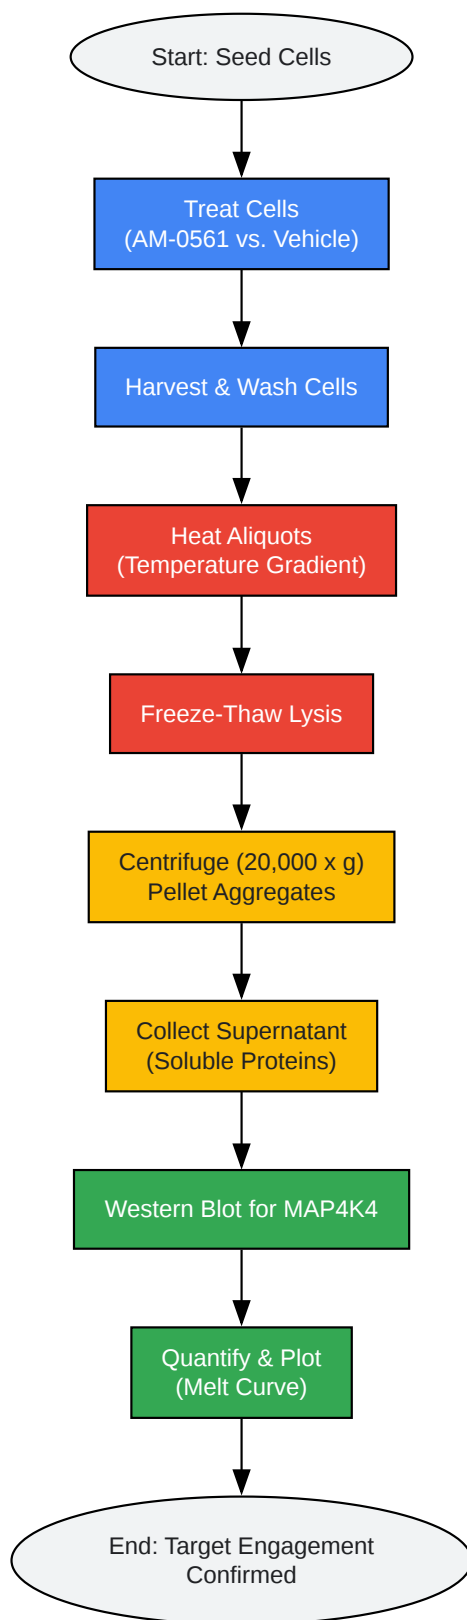 Start: Seed Cells
Treat Cells
(AM-0561 vs. Vehicle)
Harvest & Wash Cells
Heat Aliquots
(Temperature Gradient)
Freeze-Thaw Lysis
Centrifuge (20,000 x g)
Pellet Aggregates
Collect Supernatant
(Soluble Proteins)
Western Blot for MAP4K4
Quantify & Plot
(Melt Curve)
End: Target Engagement
Confirmed